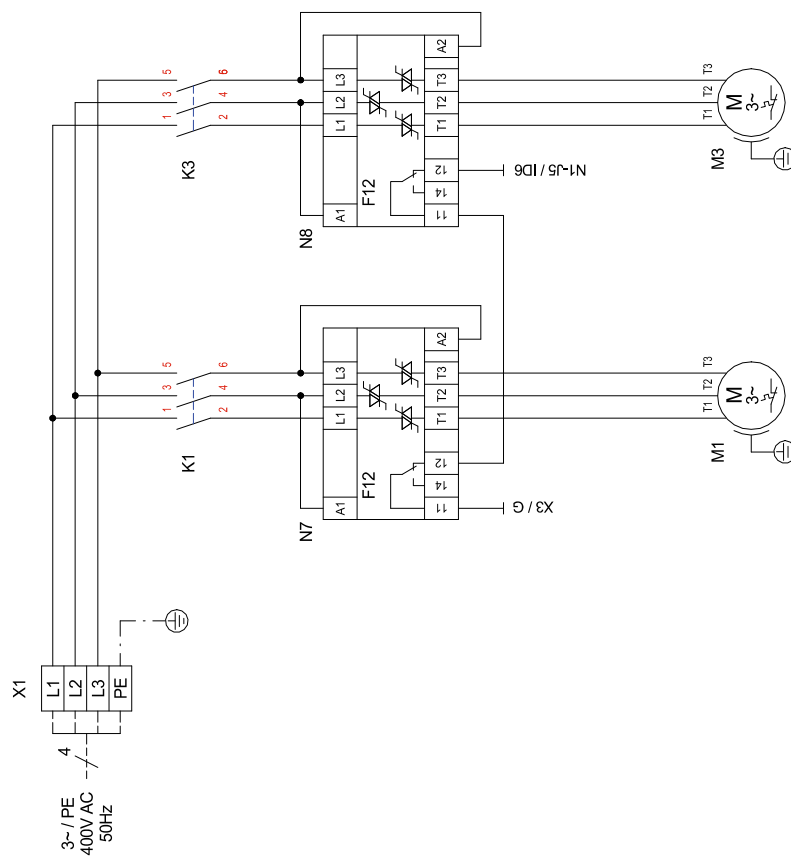 5
3
1
6
4
2
K3
A2
L3
L2
L1
T3
T2
T1
F12
12
14
11
A1
N8
N1-J5 / ID6
T3
T2
T1
M
3~
M3
5
3
1
6
4
2
K1
A2
L3
L2
L1
T3
T2
T1
F12
12
14
11
A1
N7
X3 / G
T3
T2
T1
M
3~
M1
X1
L1
L2
L3
PE
4
3~ / PE
400V AC
50Hz